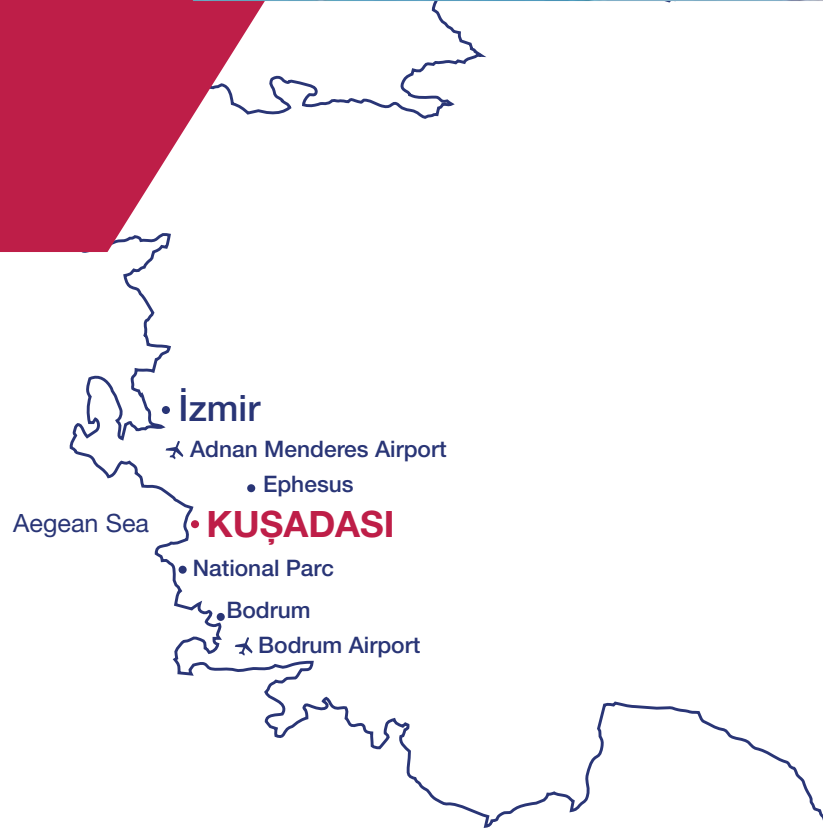 İzmir
Adnan Menderes Airport
Ephesus
Aegean Sea
KUŞADASI
National Parc
Bodrum
Bodrum Airport